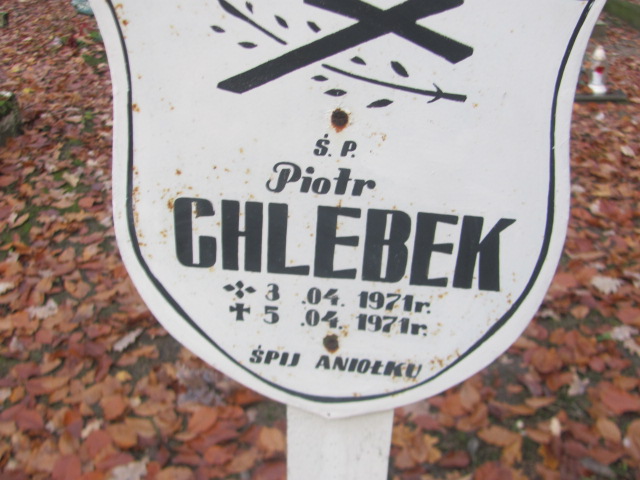 Ś. P.
Piotr
CHLEBEK
3 .04. 1971r.
5 .04. 1971r.
ŚPIJ ANIOŁKU